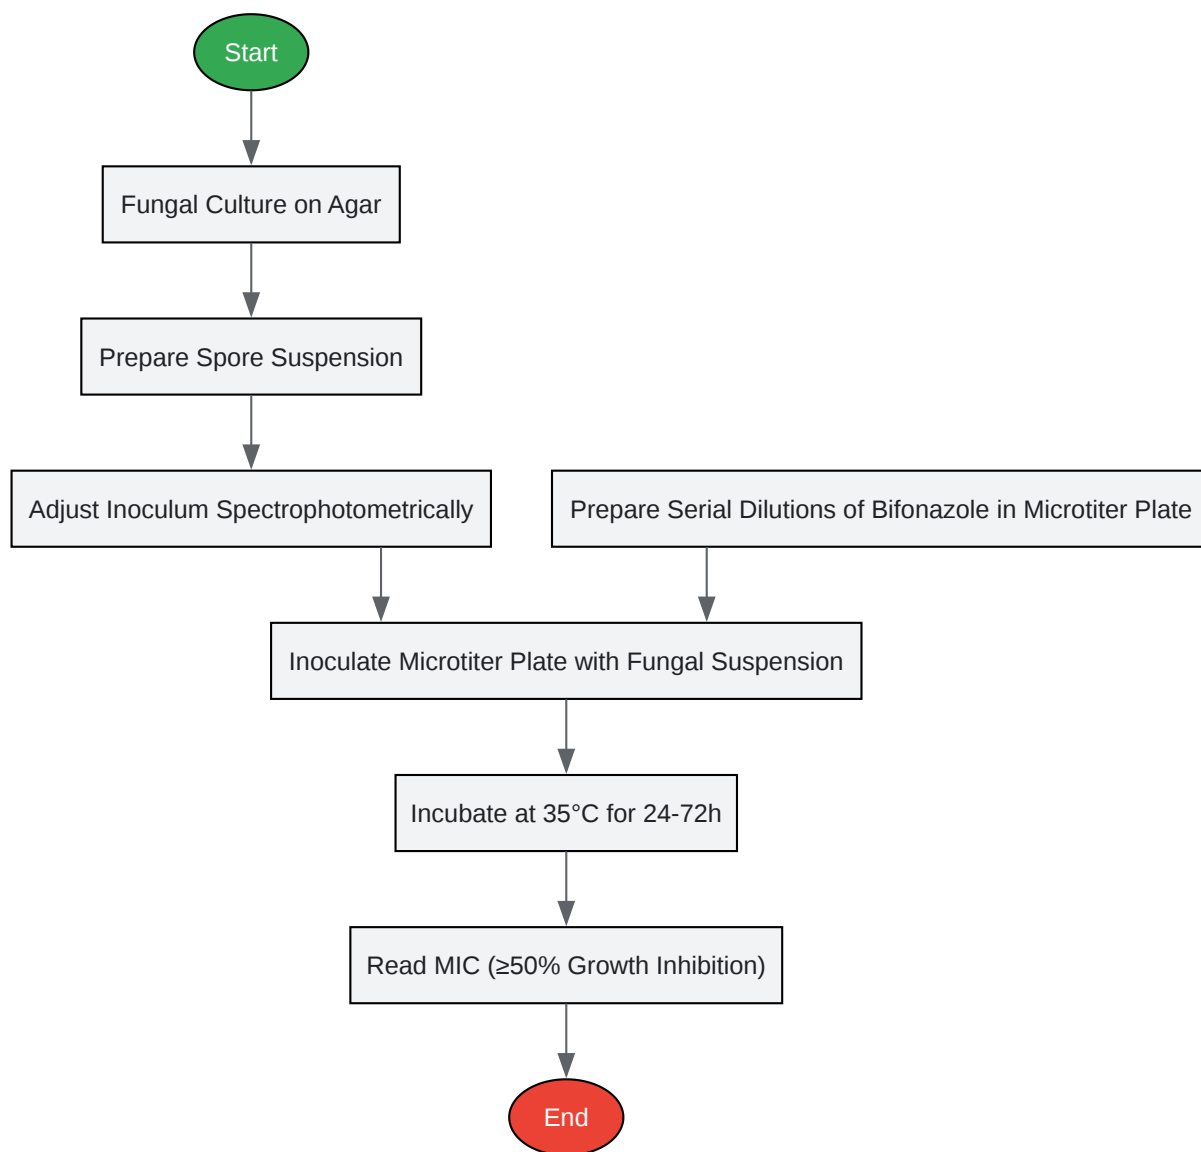 Start
Fungal Culture on Agar
Prepare Spore Suspension
Adjust Inoculum Spectrophotometrically
Prepare Serial Dilutions of Bifonazole in Microtiter Plate
Inoculate Microtiter Plate with Fungal Suspension
Incubate at 35°C for 24-72h
Read MIC (≥50% Growth Inhibition)
End